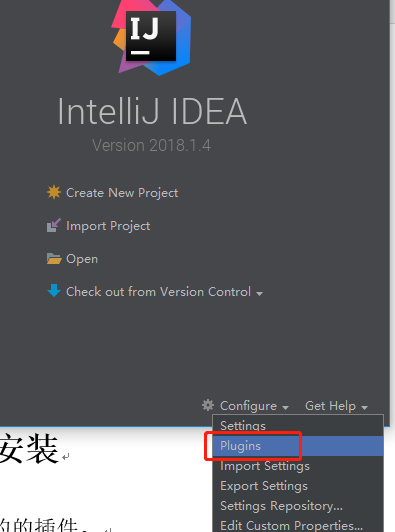 IJ
IntelliJ IDEA
Version 2018.1.4
Create New Project
Import Project
Open
Check out from Version Control
Configure Get Help
Settings
Plugins
Import Settings
Export Settings
Settings Repository...
Edit Custom Properties...
安装
的插件。